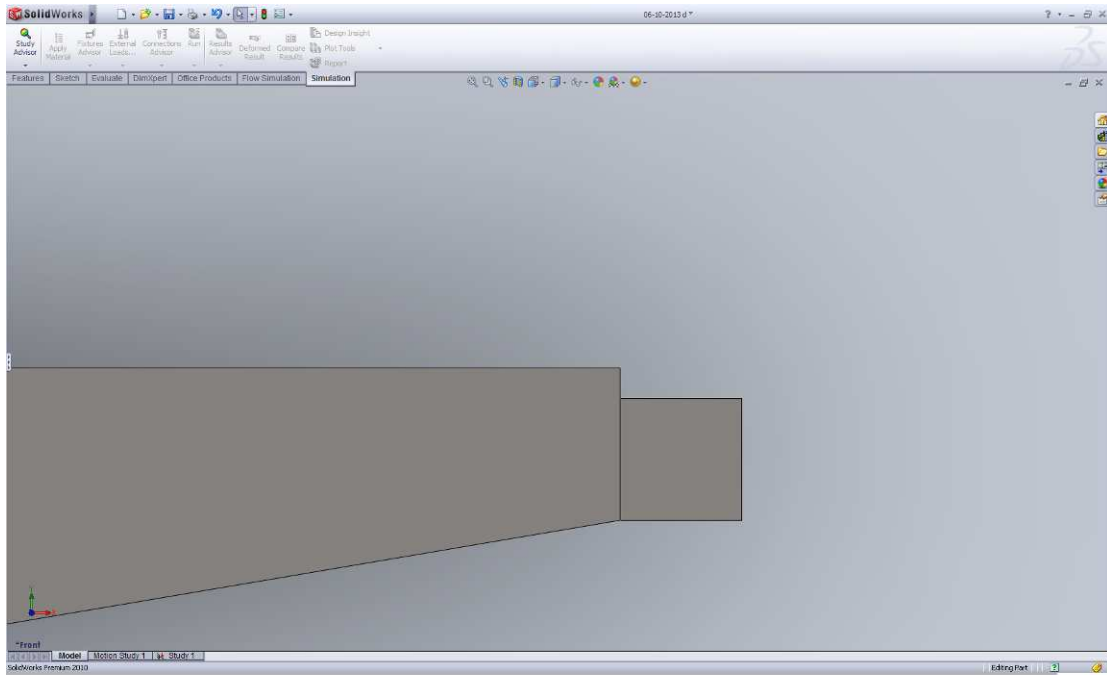 SolidWorks
06-10-2013 d *
Study Advisor
Apply Material
Fixtures Advisor
External Loads...
Connections Advisor
Run
Results Advisor
Deformed Result
Compare Results
Design Insight
Plot Tools
Report
Features Sketch Evaluate DimXpert Office Products Flow Simulation Simulation
Y
X
*Front
Model Motion Study 1 Study 1
SolidWorks Premium 2010 Editing Part